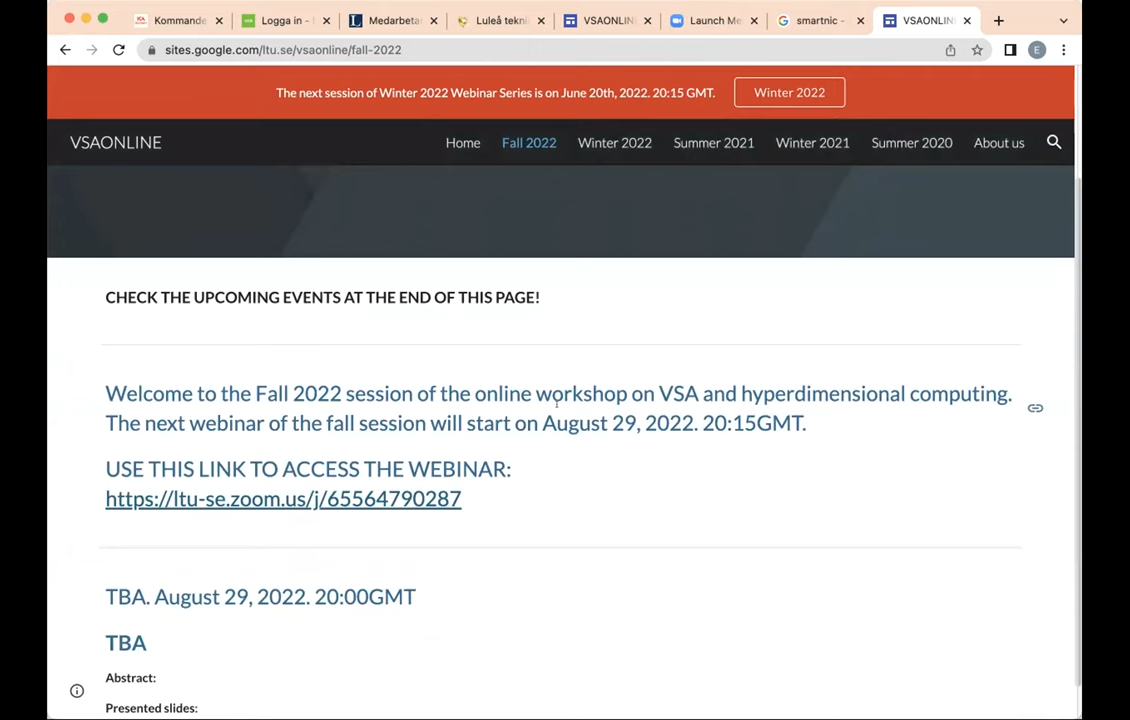 Kommande
Logga in -
Medarbeta
Luleå tekni
VSAONLIN
Launch Me
smartnic -
VSAONLIN
sites.google.com/ltu.se/vsaonline/fall-2022
E
The next session of Winter 2022 Webinar Series is on June 20th, 2022. 20:15 GMT.
Winter 2022
VSAONLINE
Home
Fall 2022
Winter 2022
Summer 2021
Winter 2021
Summer 2020
About us
CHECK THE UPCOMING EVENTS AT THE END OF THIS PAGE!
Welcome to the Fall 2022 session of the online workshop on VSA and hyperdimensional computing.
The next webinar of the fall session will start on August 29, 2022. 20:15GMT.
USE THIS LINK TO ACCESS THE WEBINAR:
https://ltu-se.zoom.us/j/65564790287
TBA. August 29, 2022. 20:00GMT
TBA
Abstract:
Presented slides: